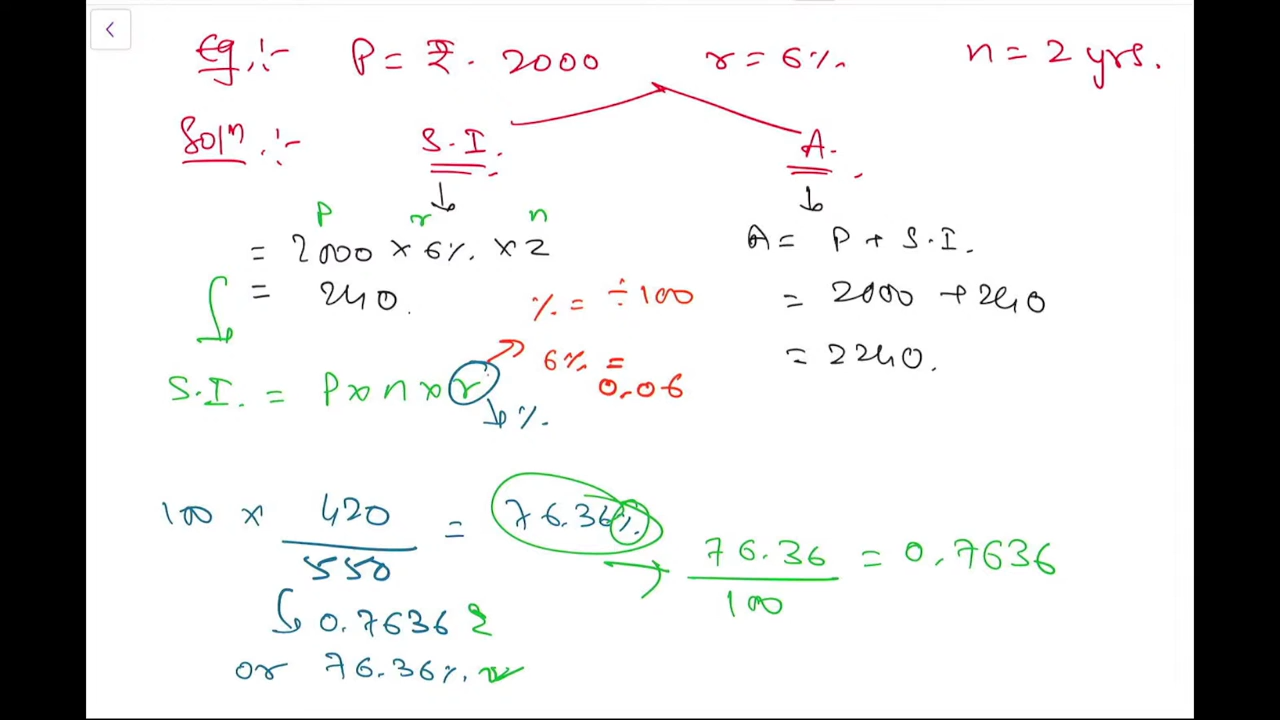 Eg :- P = ₹. 2000 r = 6% n = 2 yrs.
Soln :- S.I. A.
P r n
= 2000 × 6% × 2
= 240.
A = P + S.I.
= 2000 + 240
= 2240.
% = ÷100
6% =
0.06
S.I. = P × n × r
%.
100 × 420/550 = 76.36%
76.36/100 = 0.7636
0.7636
or 76.36%.